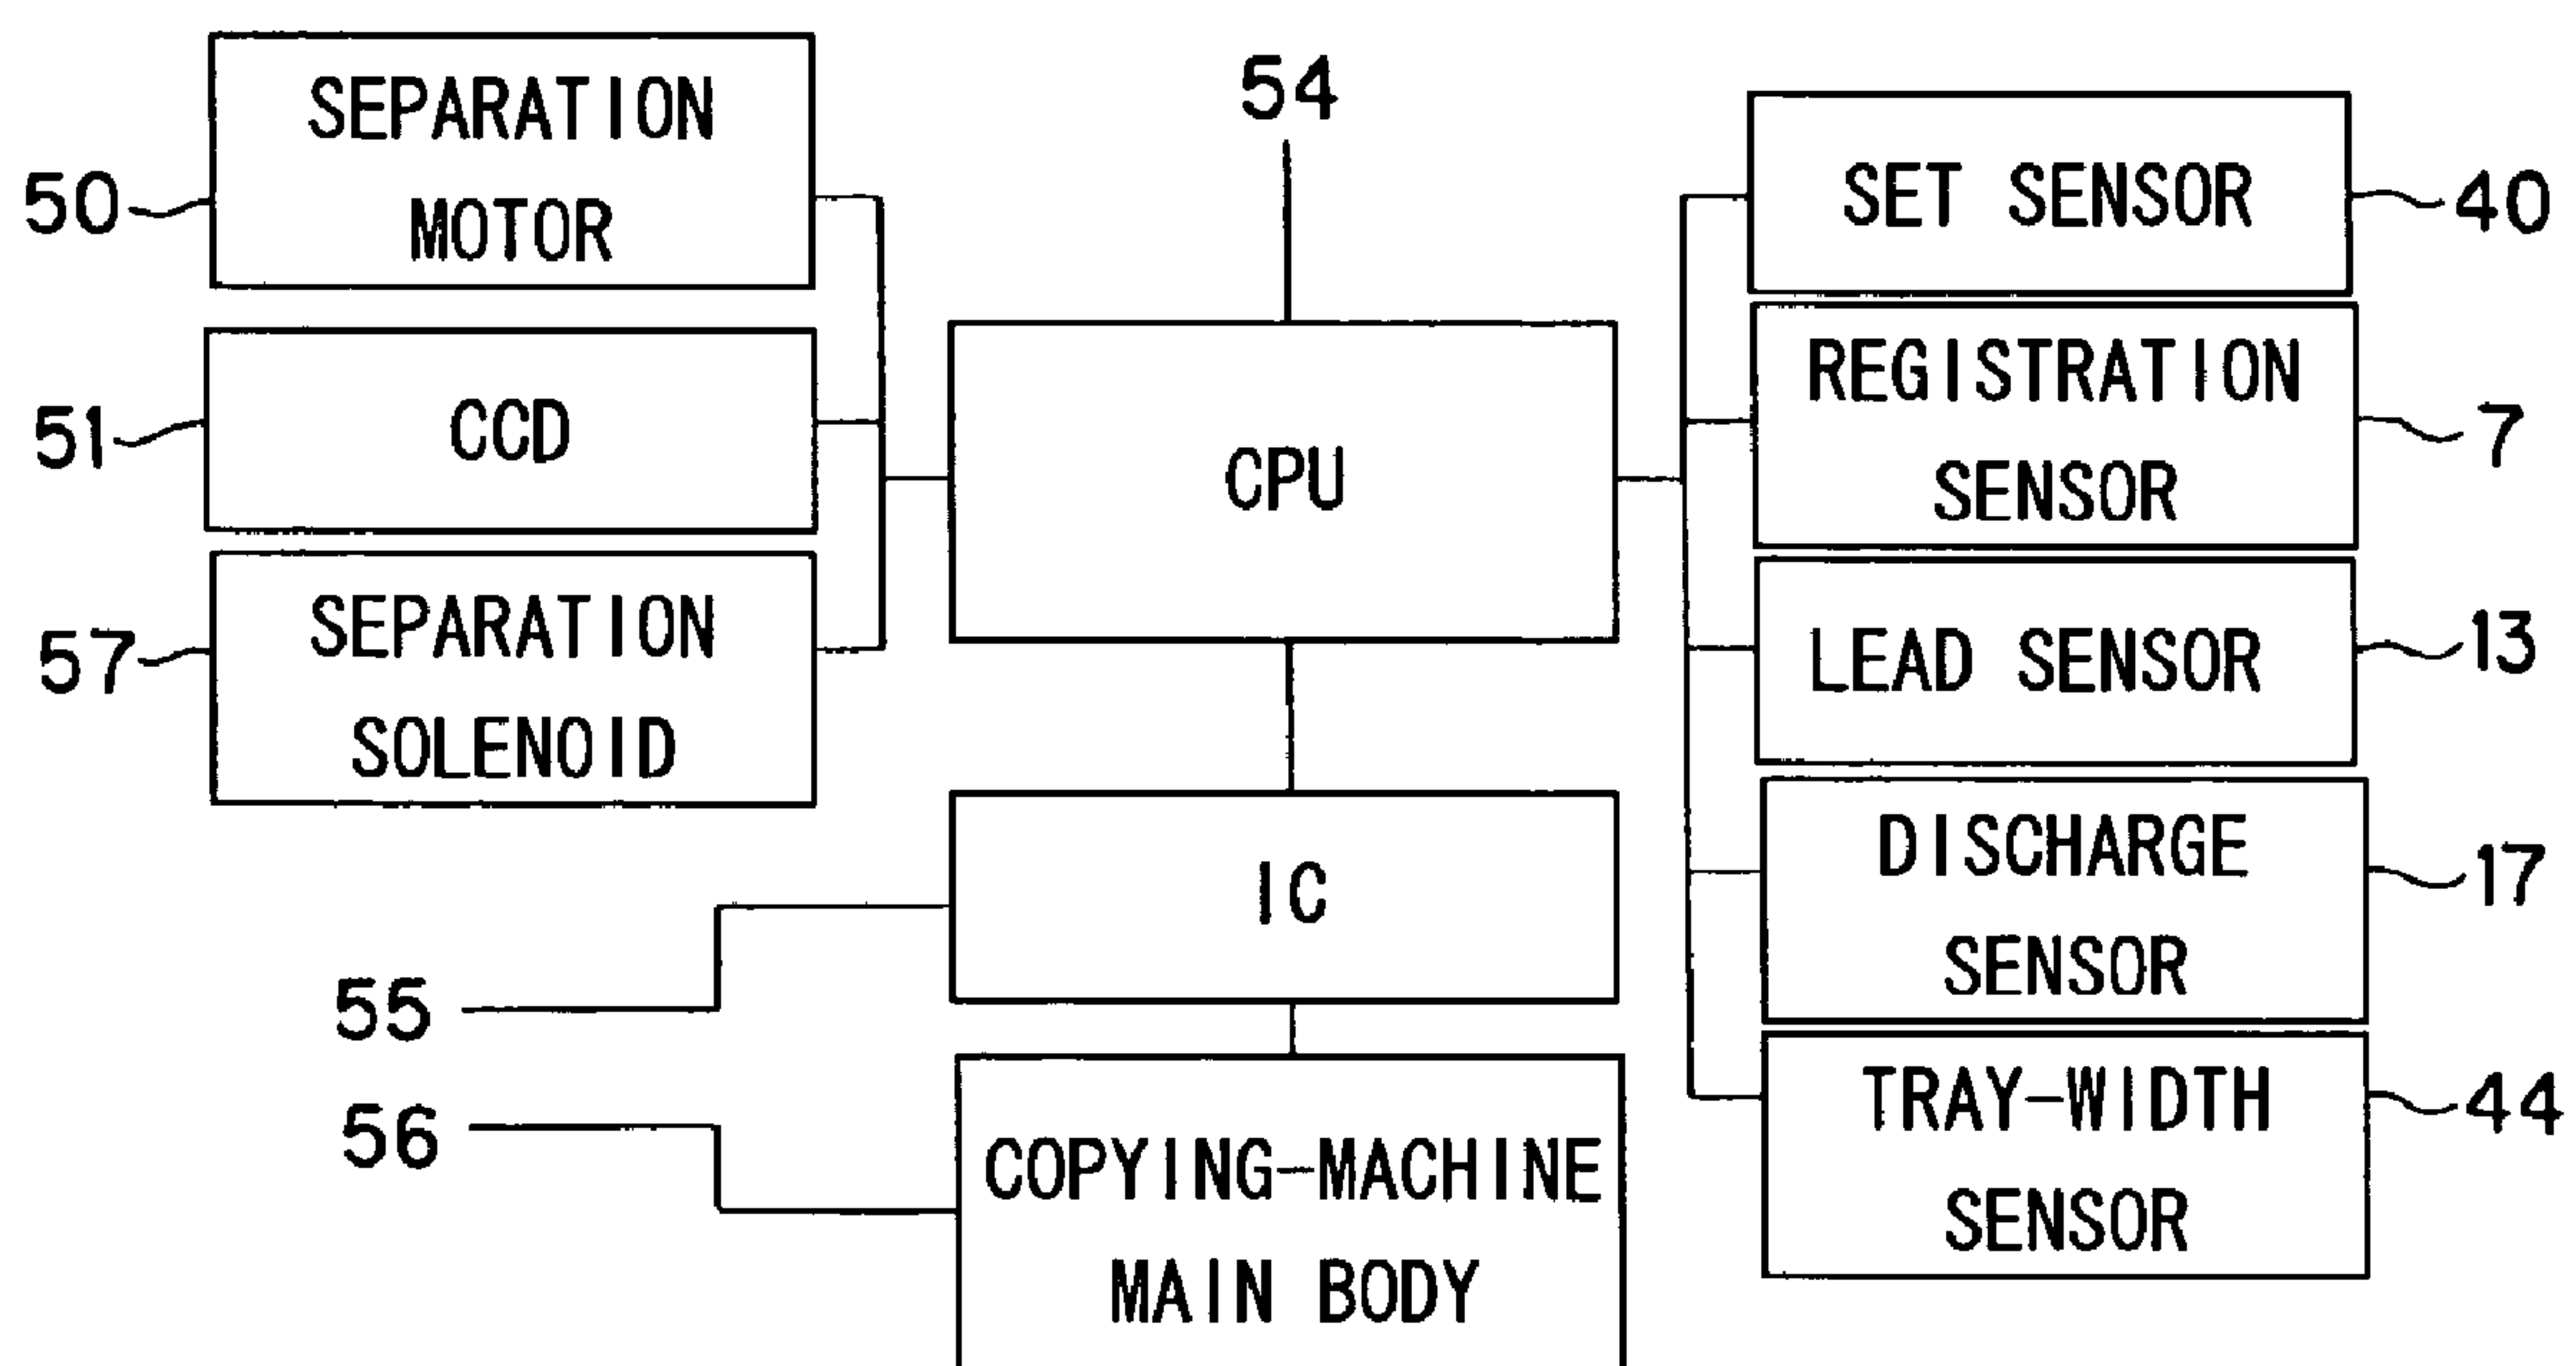 SEPARATION
MOTOR
50
CCD
51
SEPARATION
SOLENOID
57
54
CPU
IC
55
56
COPYING-MACHINE
MAIN BODY
SET SENSOR
40
REGISTRATION
SENSOR
7
LEAD SENSOR
13
DISCHARGE
SENSOR
17
TRAY-WIDTH
SENSOR
44